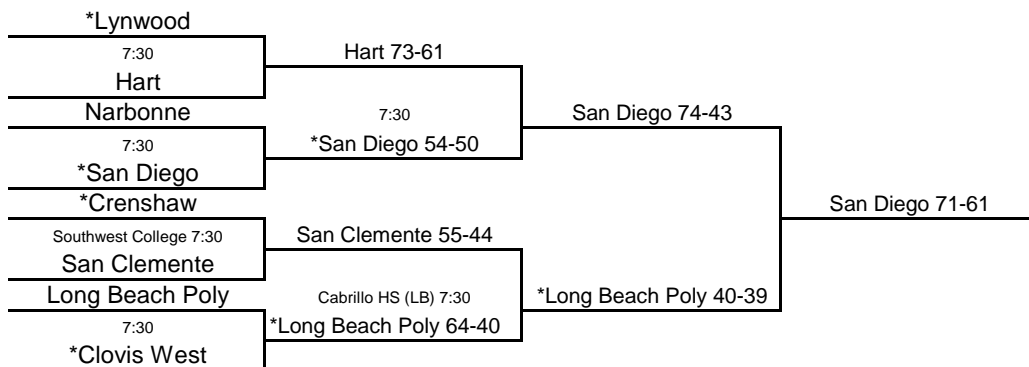 *Lynwood
7:30
Hart
Narbonne
7:30
*San Diego
*Crenshaw
Southwest College 7:30
San Clemente
Long Beach Poly
7:30
*Clovis West
Hart 73-61
7:30
*San Diego 54-50
San Clemente 55-44
Cabrillo HS (LB) 7:30
*Long Beach Poly 64-40
San Diego 74-43
*Long Beach Poly 40-39
San Diego 71-61